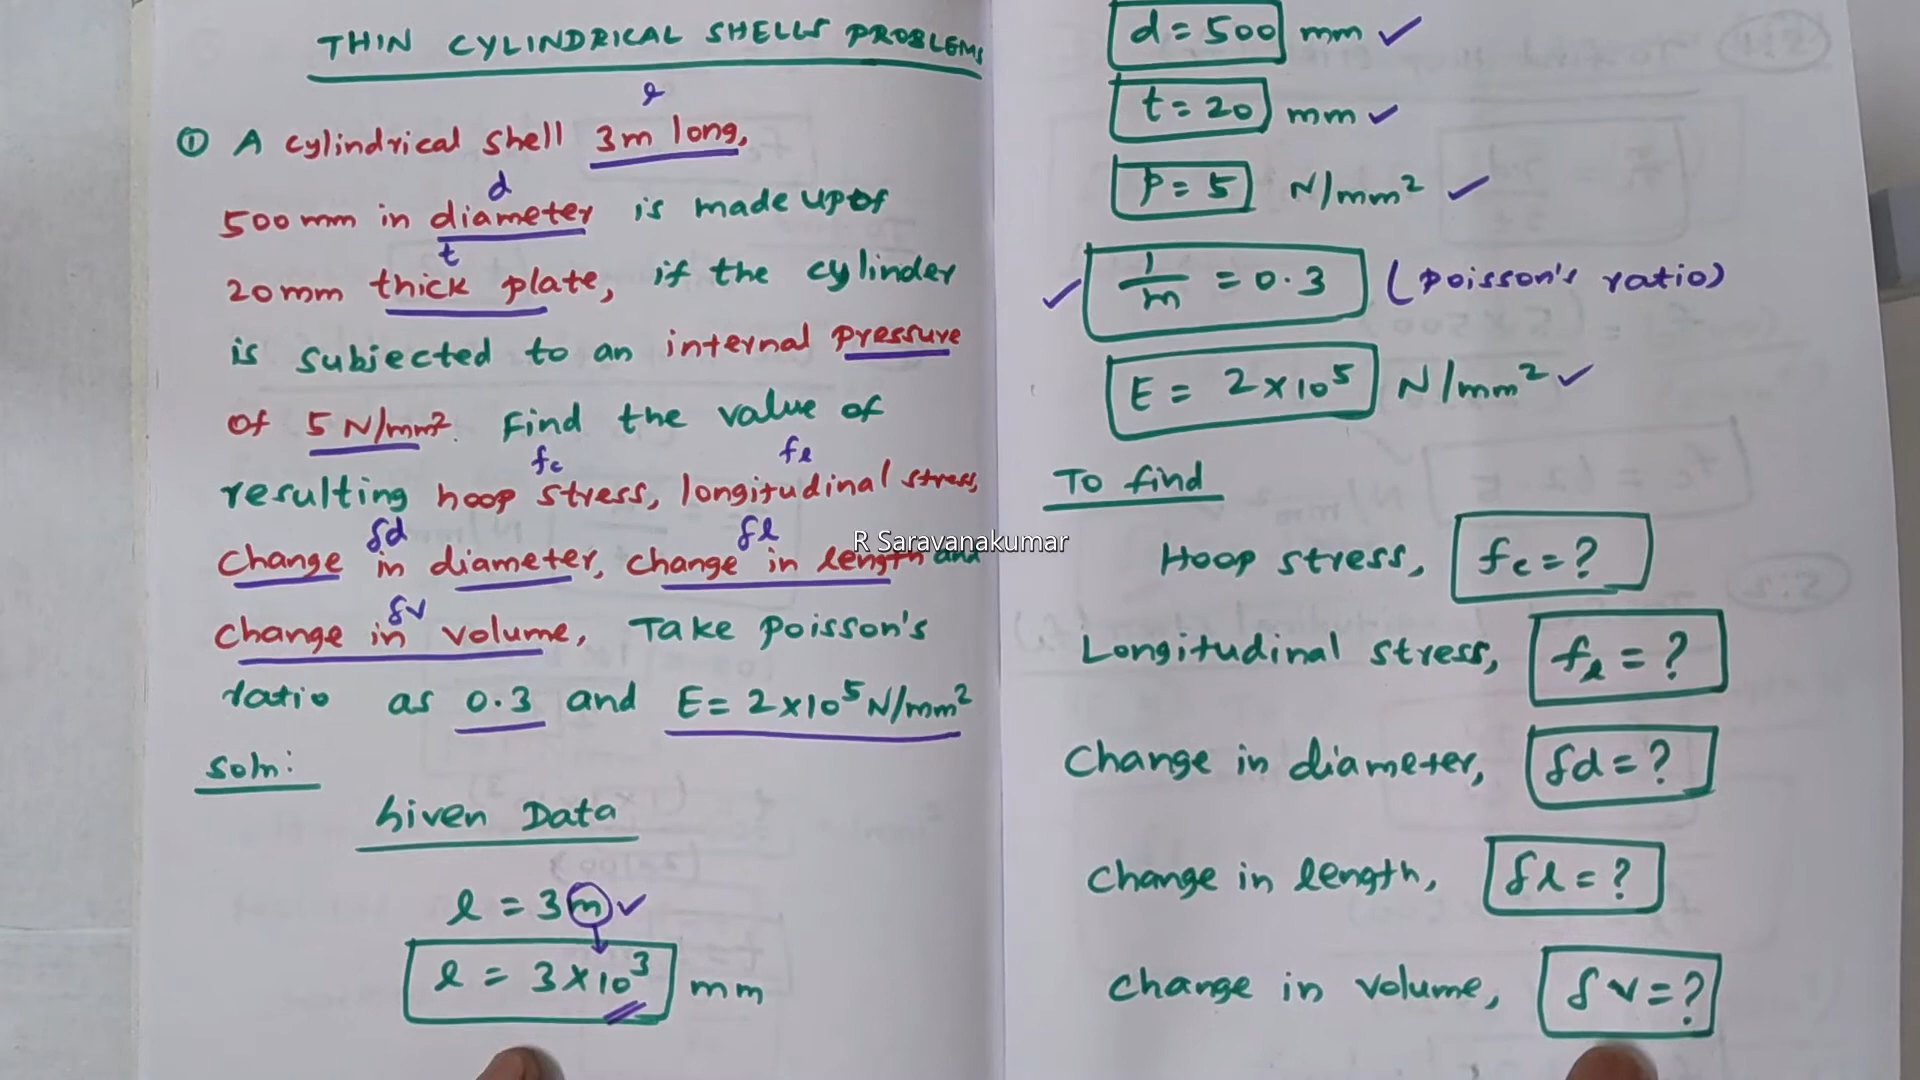 THIN CYLINDRICAL SHELLS PROBLEMS
l
① A cylindrical shell 3m long,
d
500mm in diameter is made up of
t
20mm thick plate, if the cylinder
is subjected to an internal pressure
of 5 N/mm². Find the value of
fc fl
resulting hoop stress, longitudinal stress,
δd δl
change in diameter, change in length and
δv
change in volume, Take poisson's
ratio as 0.3 and E = 2×10⁵ N/mm²
Soln:
Given Data
l = 3m ✓
l = 3×10³ mm
d = 500 mm ✓
t = 20 mm ✓
P = 5 N/mm² ✓
✓ 1/m = 0.3 (poisson's ratio)
E = 2×10⁵ N/mm² ✓
To find
R Saravanakumar
Hoop stress, fc = ?
Longitudinal stress, fl = ?
Change in diameter, δd = ?
Change in length, δl = ?
Change in volume, δv = ?